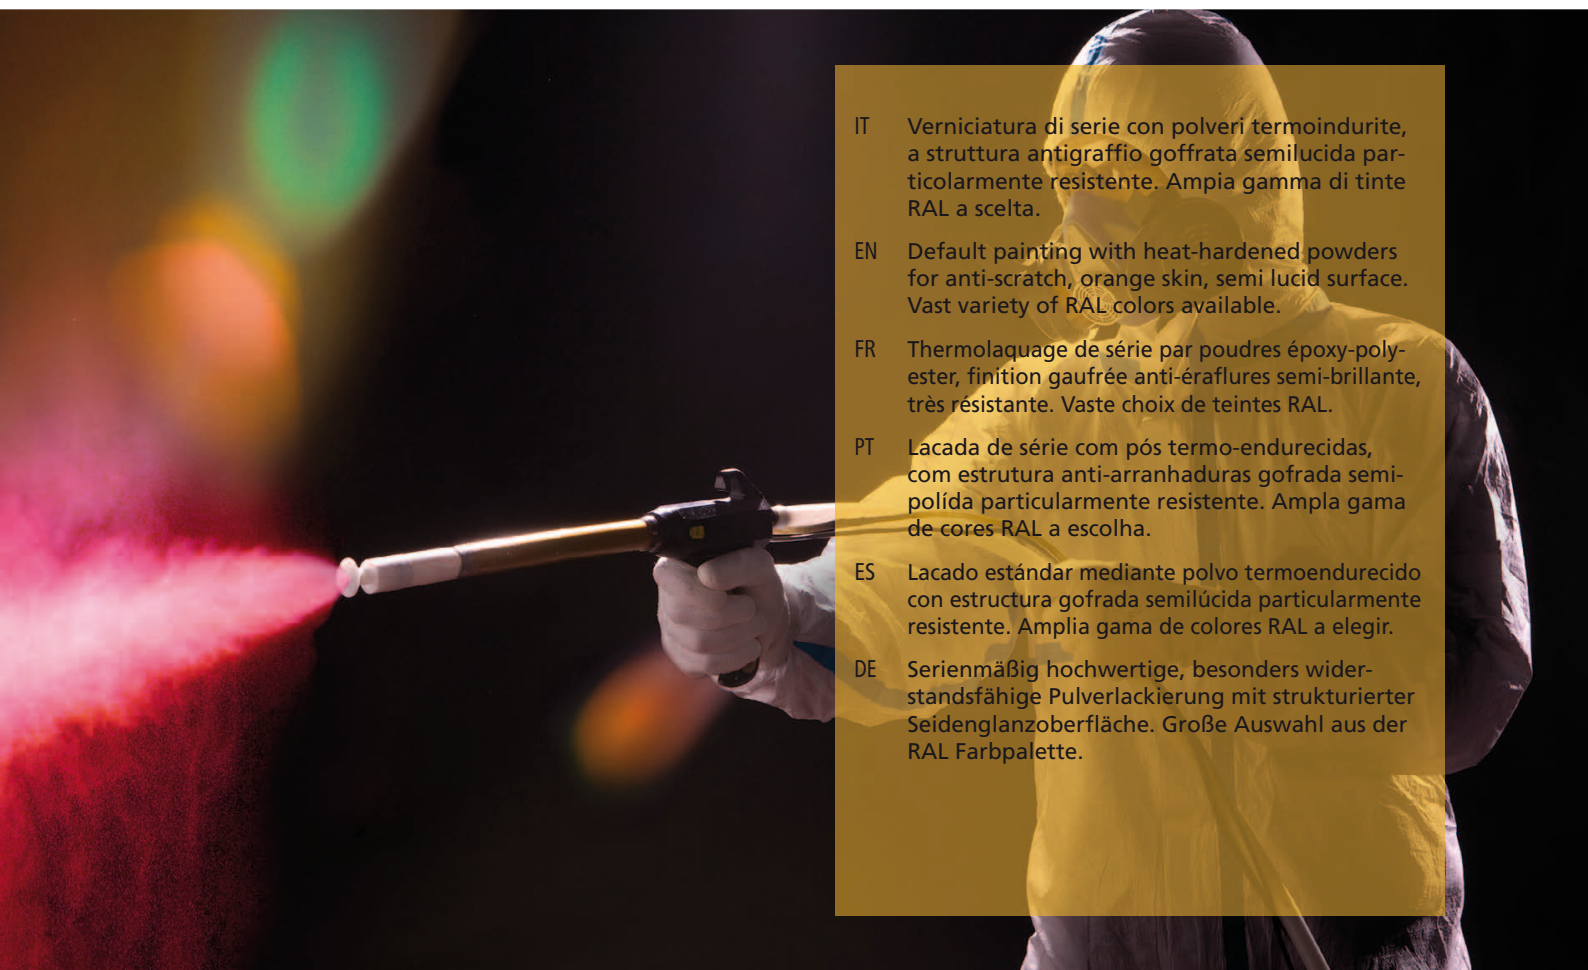 IT Verniciatura di serie con polveri termoindurite,
a struttura antigraffio goffrata semilucida par-
ticolarmente resistente. Ampia gamma di tinte
RAL a scelta.
EN Default painting with heat-hardened powders
for anti-scratch, orange skin, semi lucid surface.
Vast variety of RAL colors available.
FR Thermolaquage de série par poudres époxy-poly-
ester, finition gaufrée anti-éraflures semi-brillante,
très résistante. Vaste choix de teintes RAL.
PT Lacada de série com pós termo-endurecidas,
com estrutura anti-arranhaduras gofrada semi-
polída particularmente resistente. Ampla gama
de cores RAL a escolha.
ES Lacado estándar mediante polvo termoendurecido
con estructura gofrada semilúcida particularmente
resistente. Amplia gama de colores RAL a elegir.
DE Serienmäßig hochwertige, besonders wider-
standsfähige Pulverlackierung mit strukturierter
Seidenglanzoberfläche. Große Auswahl aus der
RAL Farbpalette.